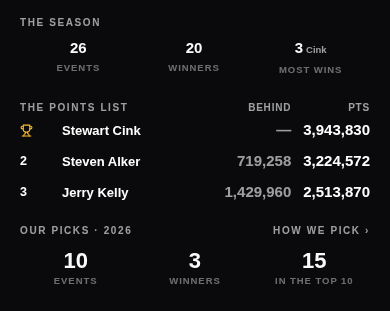 THE SEASON
26 20 3 Cink
EVENTS WINNERS MOST WINS
THE POINTS LIST BEHIND PTS
Stewart Cink — 3,943,830
2 Steven Alker 719,258 3,224,572
3 Jerry Kelly 1,429,960 2,513,870
OUR PICKS · 2026 HOW WE PICK ›
10 3 15
EVENTS WINNERS IN THE TOP 10